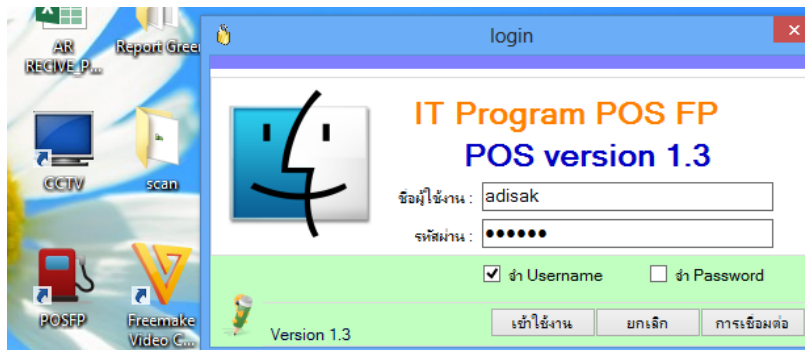 AR
RECIVE_P...
Report Green
CCTV
scan
POSFP
Freemake
Video C...
login
IT Program POS FP
POS version 1.3
ชื่อผู้ใช้งาน : adisak
รหัสผ่าน : ●●●●●●
จำ Username
จำ Password
Version 1.3
เข้าใช้งาน
ยกเลิก
การเชื่อมต่อ